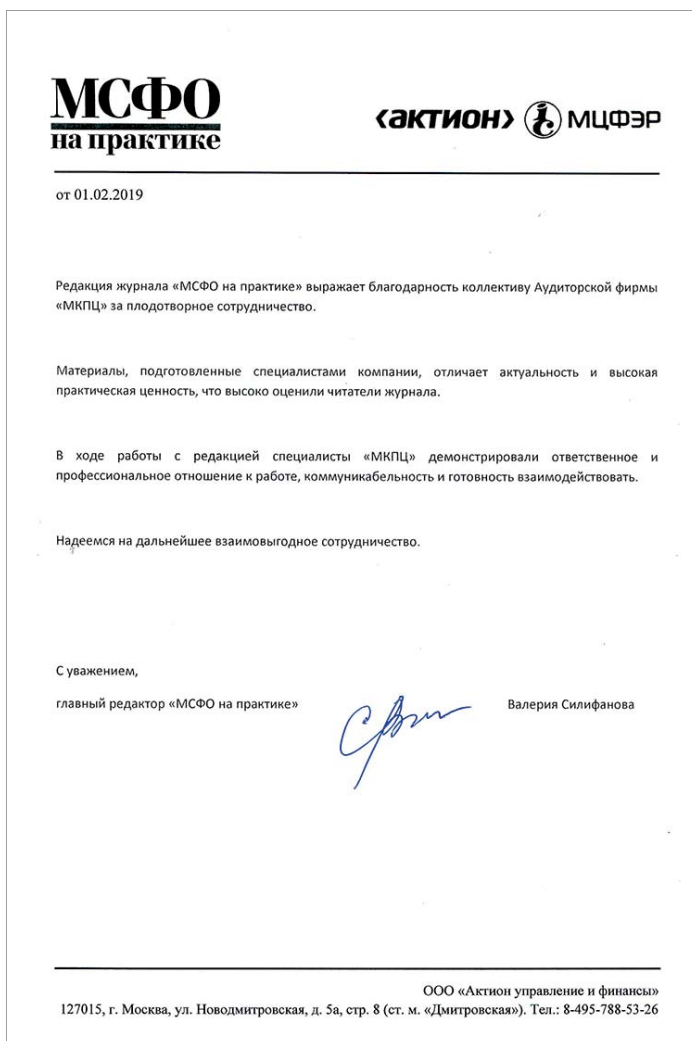 МСФО
на практике
‹актион› МЦФЭР
от 01.02.2019
Редакция журнала «МСФО на практике» выражает благодарность коллективу Аудиторской фирмы
«МКПЦ» за плодотворное сотрудничество.
Материалы, подготовленные специалистами компании, отличает актуальность и высокая
практическая ценность, что высоко оценили читатели журнала.
В ходе работы с редакцией специалисты «МКПЦ» демонстрировали ответственное и
профессиональное отношение к работе, коммуникабельность и готовность взаимодействовать.
Надеемся на дальнейшее взаимовыгодное сотрудничество.
С уважением,
главный редактор «МСФО на практике» Валерия Силифанова
ООО «Актион управление и финансы»
127015, г. Москва, ул. Новодмитровская, д. 5а, стр. 8 (ст. м. «Дмитровская»). Тел.: 8-495-788-53-26